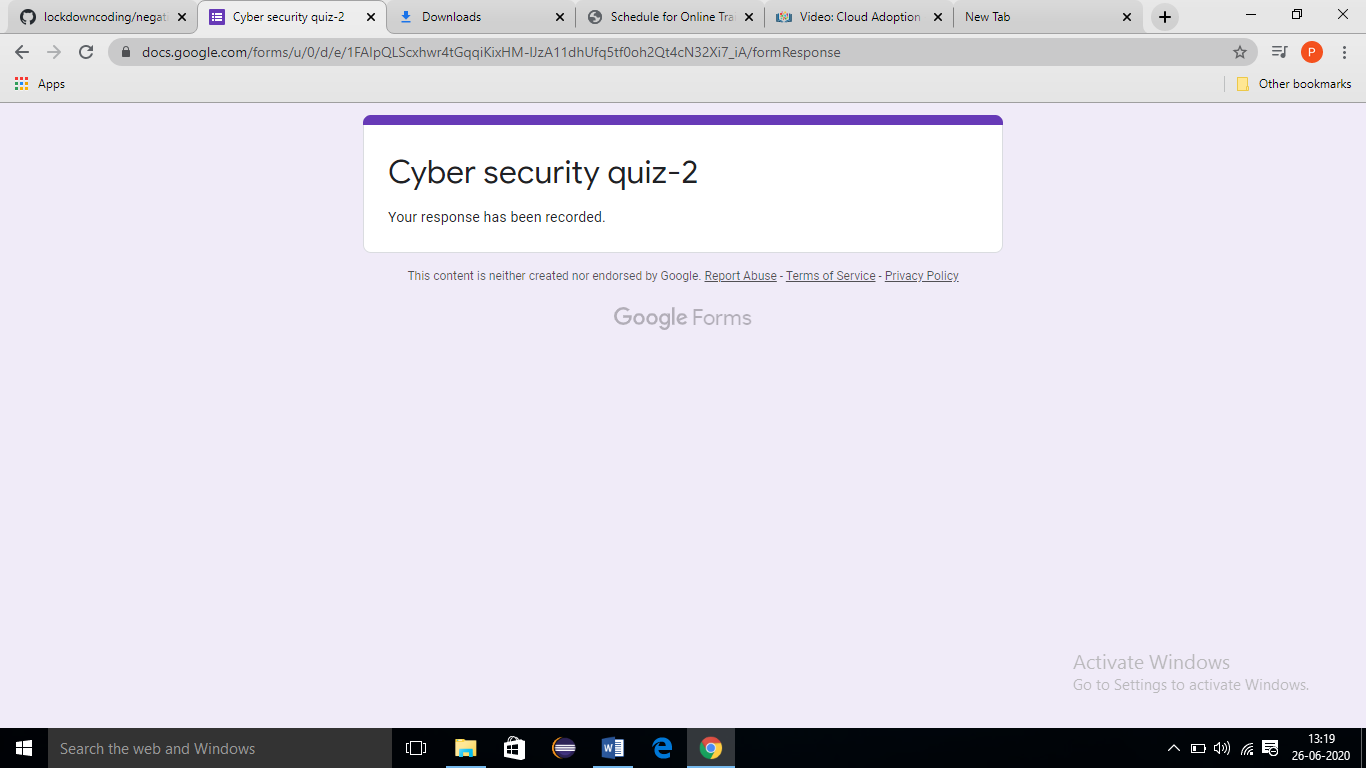 lockdowncoding/negat
Cyber security quiz-2
Downloads
Schedule for Online Trai
Video: Cloud Adoption
New Tab
docs.google.com/forms/u/0/d/e/1FAIpQLScxhwr4tGqqiKixHM-IJzA11dhUfq5tf0oh2Qt4cN32Xi7_iA/formResponse
P
Apps
Other bookmarks
Cyber security quiz-2
Your response has been recorded.
This content is neither created nor endorsed by Google. Report Abuse - Terms of Service - Privacy Policy
Google Forms
Activate Windows
Go to Settings to activate Windows.
Search the web and Windows
13:19
26-06-2020